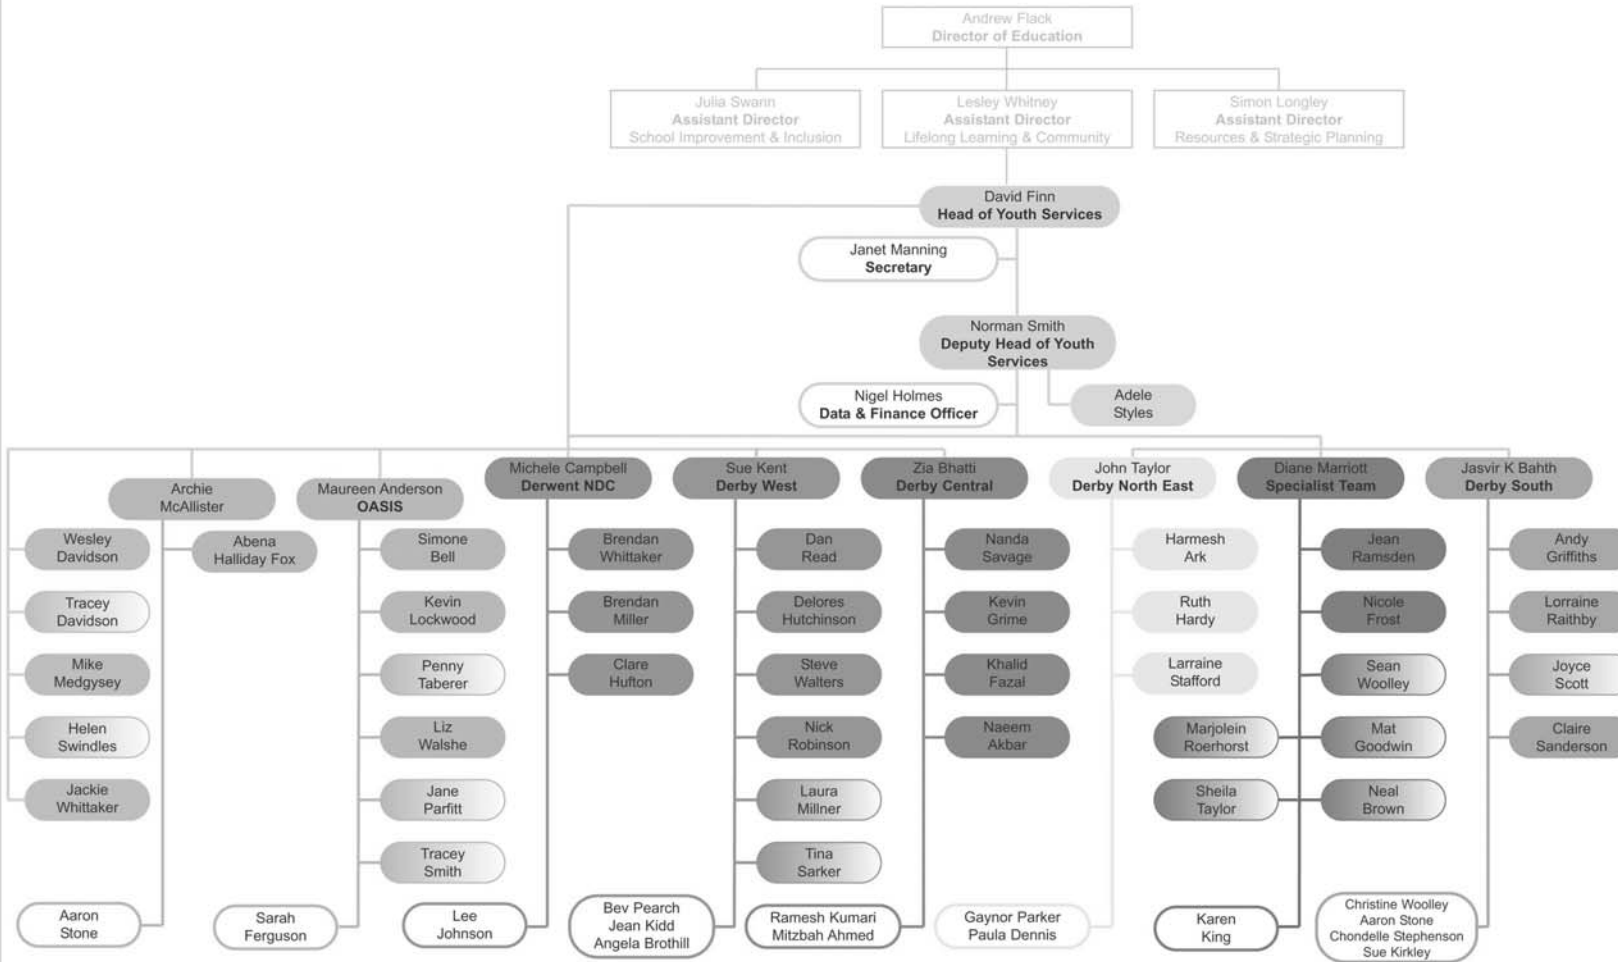 Andrew Flack
Director of Education
Julia Swann
Assistant Director
School Improvement & Inclusion
Lesley Whitney
Assistant Director
Lifelong Learning & Community
Simon Longley
Assistant Director
Resources & Strategic Planning
David Finn
Head of Youth Services
Janet Manning
Secretary
Norman Smith
Deputy Head of Youth
Services
Nigel Holmes
Data & Finance Officer
Adele
Styles
Archie
McAllister
Maureen Anderson
OASIS
Michele Campbell
Derwent NDC
Sue Kent
Derby West
Zia Bhatti
Derby Central
John Taylor
Derby North East
Diane Marriott
Specialist Team
Jasvir K Bahth
Derby South
Wesley
Davidson
Tracey
Davidson
Mike
Medgysey
Helen
Swindles
Jackie
Whittaker
Abena
Halliday Fox
Aaron
Stone
Simone
Bell
Kevin
Lockwood
Penny
Taberer
Liz
Walshe
Jane
Parfitt
Tracey
Smith
Sarah
Ferguson
Brendan
Whittaker
Brendan
Miller
Clare
Hufton
Lee
Johnson
Dan
Read
Delores
Hutchinson
Steve
Walters
Nick
Robinson
Laura
Millner
Tina
Sarker
Bev Pearch
Jean Kidd
Angela Brothill
Nanda
Savage
Kevin
Grime
Khalid
Fazal
Naeem
Akbar
Ramesh Kumari
Mitzbah Ahmed
Harmesh
Ark
Ruth
Hardy
Larraine
Stafford
Gaynor Parker
Paula Dennis
Jean
Ramsden
Nicole
Frost
Sean
Woolley
Marjolein
Roerhorst
Mat
Goodwin
Sheila
Taylor
Neal
Brown
Karen
King
Andy
Griffiths
Lorraine
Raithby
Joyce
Scott
Claire
Sanderson
Christine Woolley
Aaron Stone
Chondelle Stephenson
Sue Kirkley